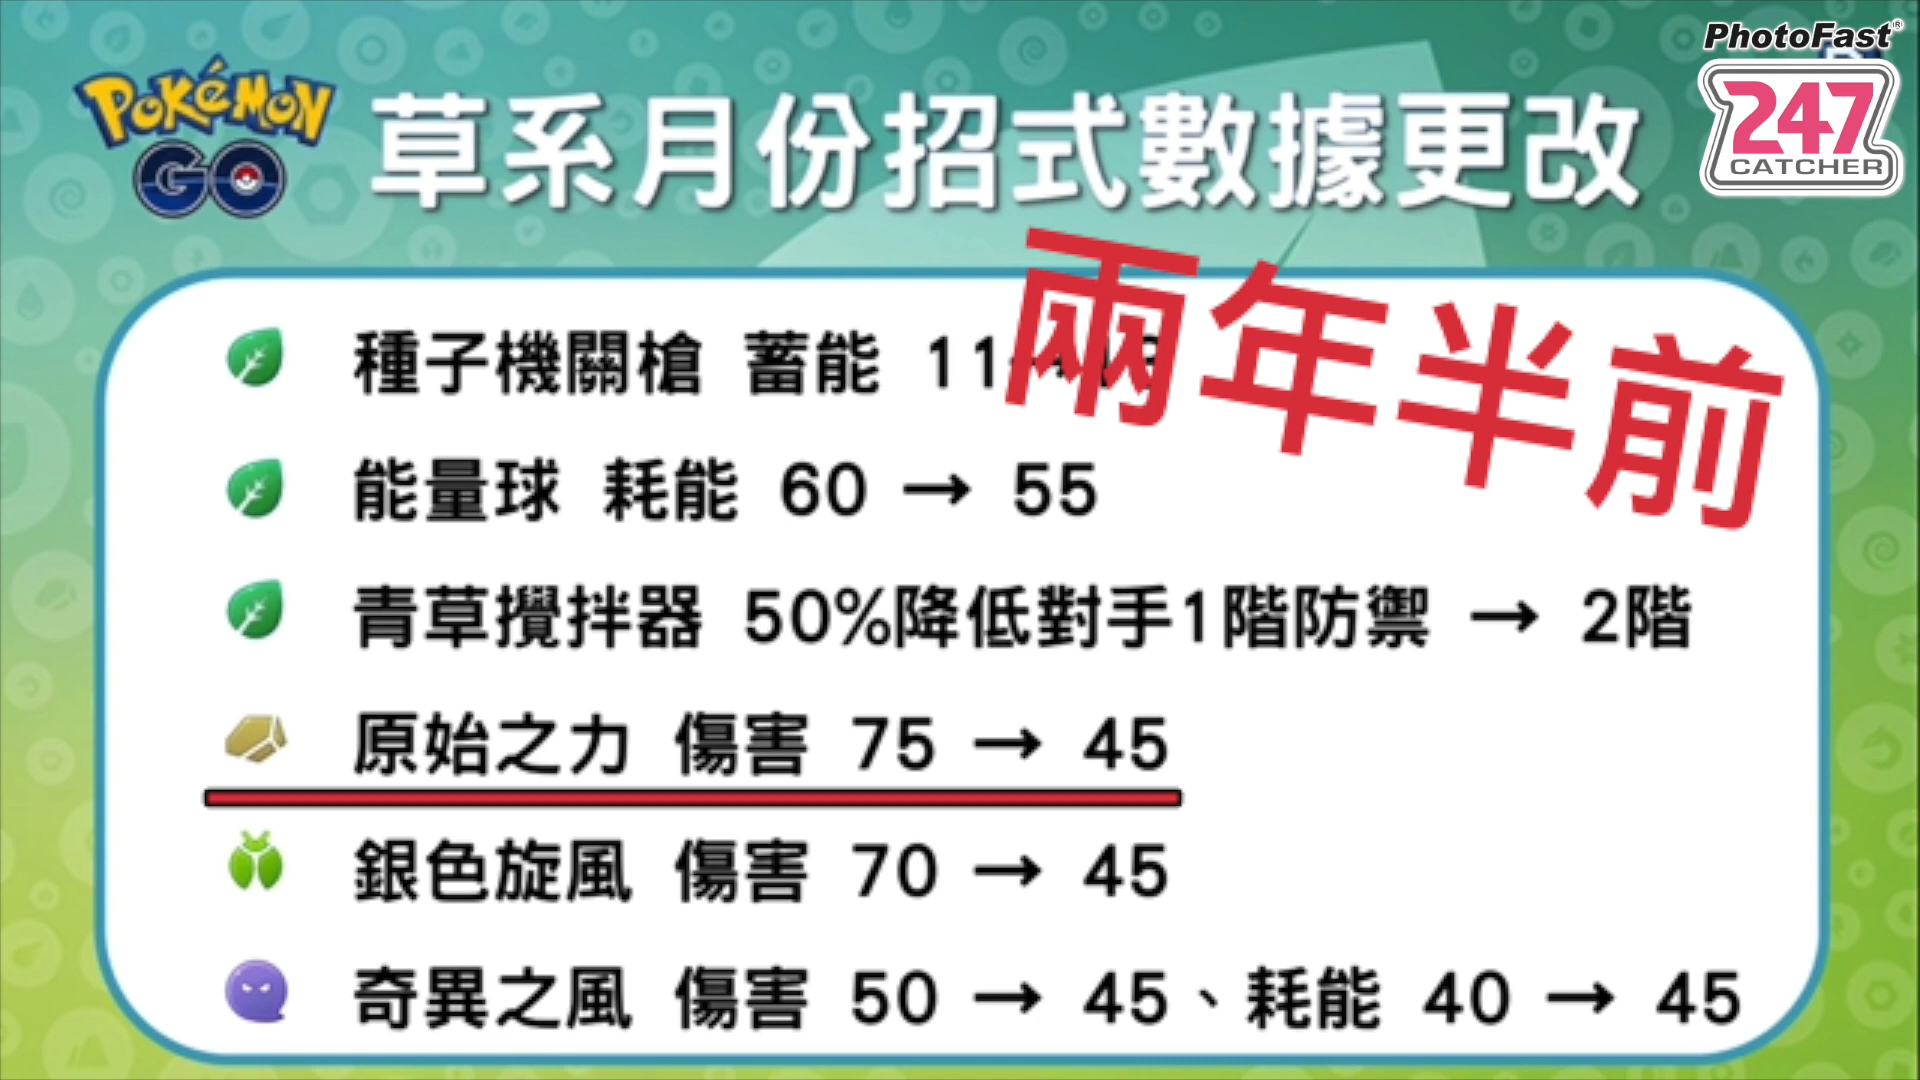 PhotoFast
247
CATCHER
POKéMON
GO
草系月份招式數據更改
兩年半前
種子機關槍 蓄能 11
能量球 耗能 60 → 55
青草攪拌器 50%降低對手1階防禦 → 2階
原始之力 傷害 75 → 45
銀色旋風 傷害 70 → 45
奇異之風 傷害 50 → 45、耗能 40 → 45